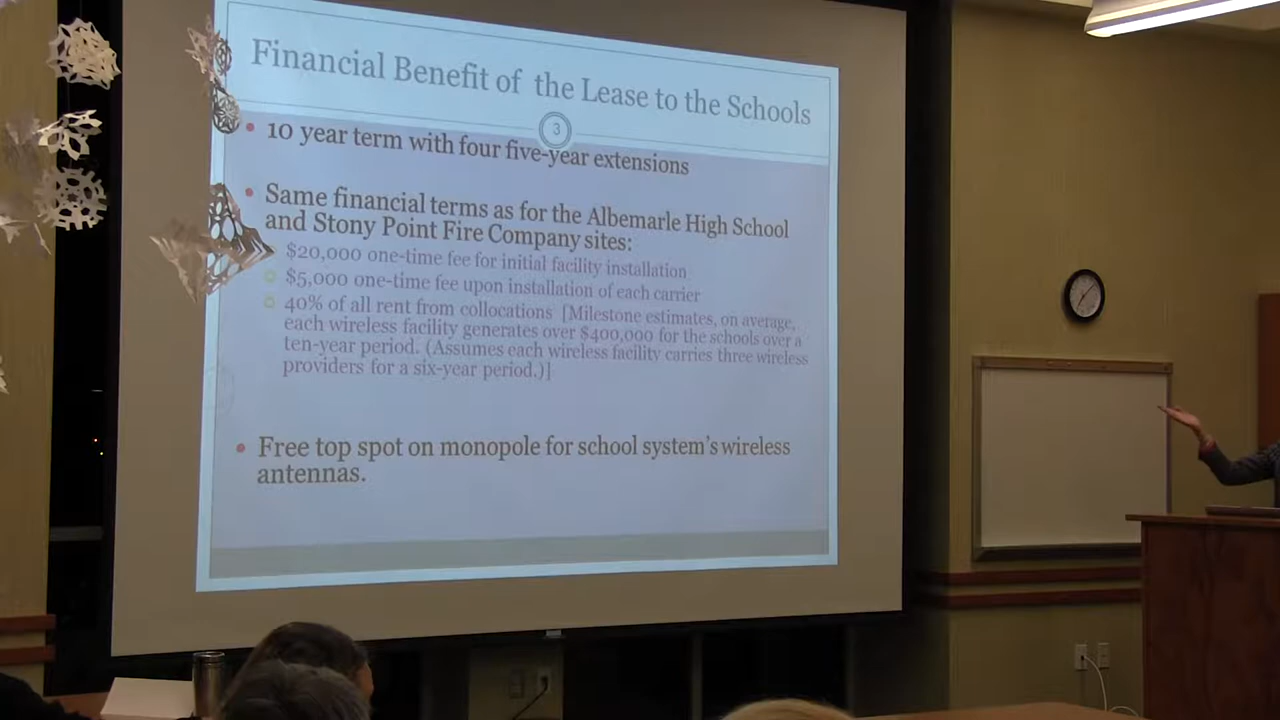 Financial Benefit of the Lease to the Schools
3
• 10 year term with four five-year extensions
• Same financial terms as for the Albemarle High School
and Stony Point Fire Company sites:
$20,000 one-time fee for initial facility installation
$5,000 one-time fee upon installation of each carrier
40% of all rent from collocations [Milestone estimates, on average,
each wireless facility generates over $400,000 for the schools over a
ten-year period. (Assumes each wireless facility carries three wireless
providers for a six-year period.)]
• Free top spot on monopole for school system's wireless
antennas.